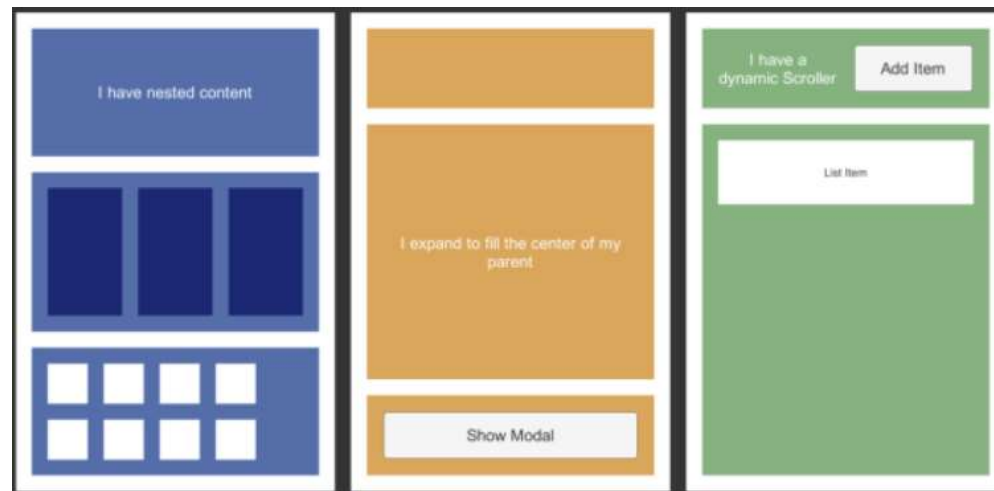 I have nested content
I expand to fill the center of my
parent
Show Modal
I have a
dynamic Scroller
Add Item
List Item